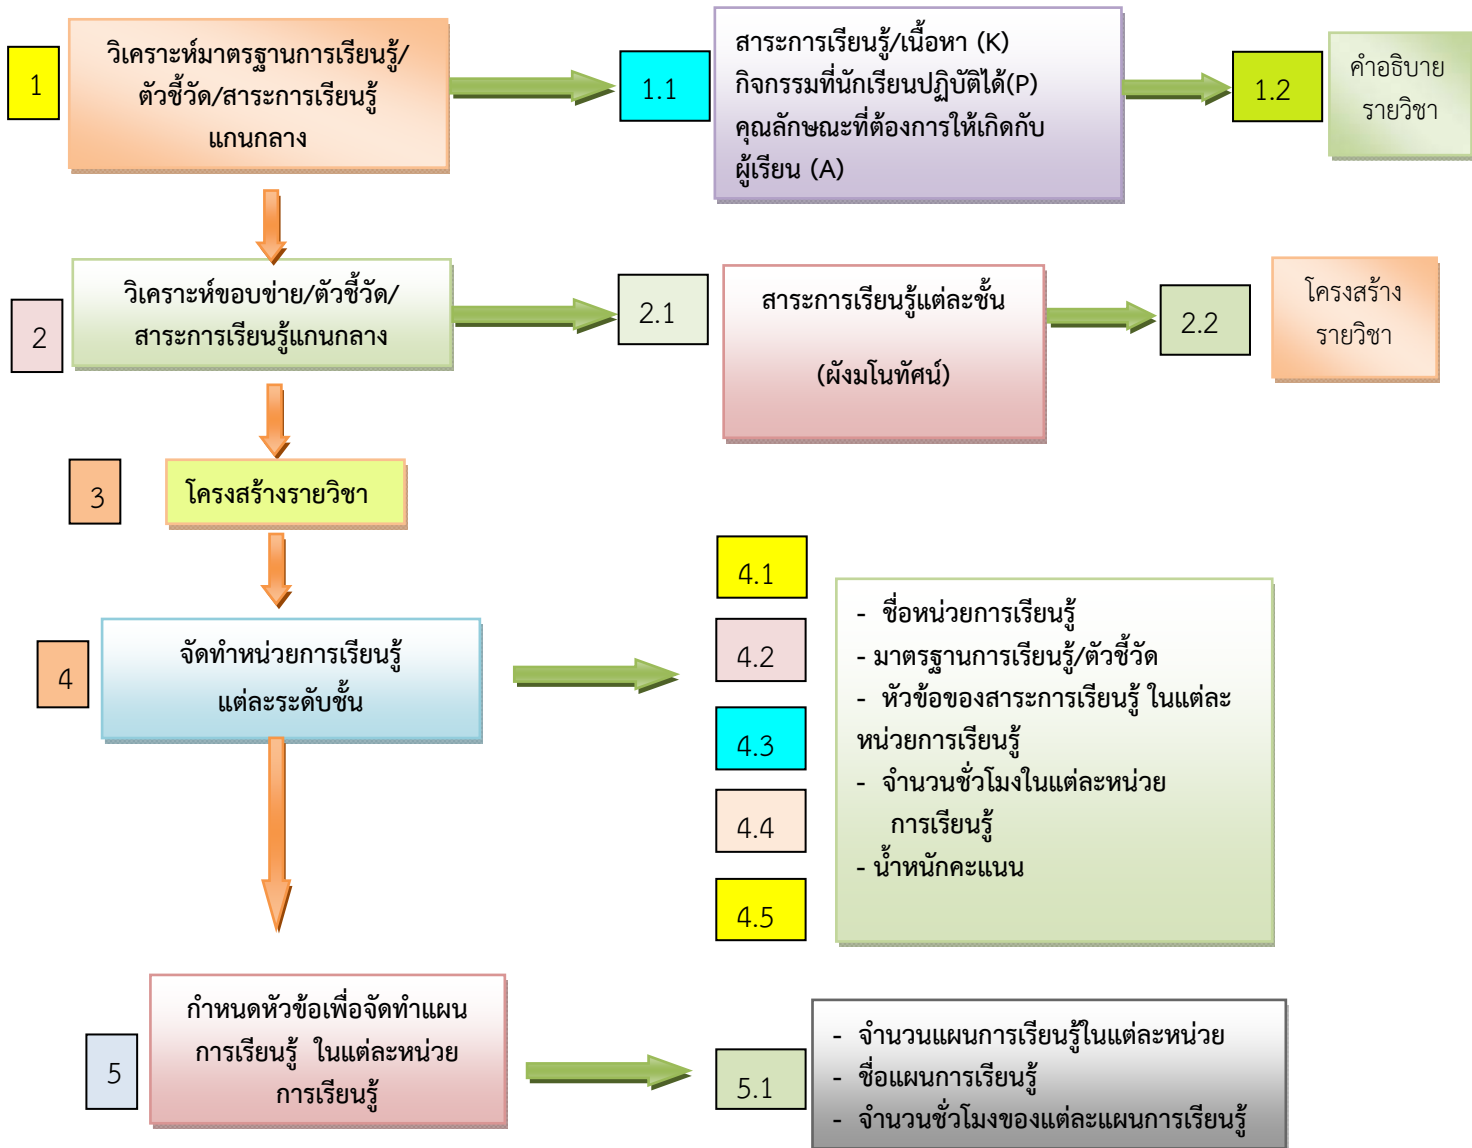 1
วิเคราะห์มาตรฐานการเรียนรู้/
ตัวชี้วัด/สาระการเรียนรู้
แกนกลาง
1.1
สาระการเรียนรู้/เนื้อหา (K)
กิจกรรมที่นักเรียนปฏิบัติได้(P)
คุณลักษณะที่ต้องการให้เกิดกับ
ผู้เรียน (A)
1.2
คำอธิบาย
รายวิชา
2
วิเคราะห์ขอบข่าย/ตัวชี้วัด/
สาระการเรียนรู้แกนกลาง
2.1
สาระการเรียนรู้แต่ละชั้น
(ผังมโนทัศน์)
2.2
โครงสร้าง
รายวิชา
3
โครงสร้างรายวิชา
4
จัดทำหน่วยการเรียนรู้
แต่ละระดับชั้น
4.1
4.2
4.3
4.4
4.5
- ชื่อหน่วยการเรียนรู้
- มาตรฐานการเรียนรู้/ตัวชี้วัด
- หัวข้อของสาระการเรียนรู้ ในแต่ละ
หน่วยการเรียนรู้
- จำนวนชั่วโมงในแต่ละหน่วย
การเรียนรู้
- น้ำหนักคะแนน
5
กำหนดหัวข้อเพื่อจัดทำแผน
การเรียนรู้ ในแต่ละหน่วย
การเรียนรู้
5.1
- จำนวนแผนการเรียนรู้ในแต่ละหน่วย
- ชื่อแผนการเรียนรู้
- จำนวนชั่วโมงของแต่ละแผนการเรียนรู้